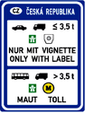 CZ ČESKÁ REPUBLIKA
≤ 3,5 t
NUR MIT VIGNETTE
ONLY WITH LABEL
> 3,5 t
MAUT TOLL